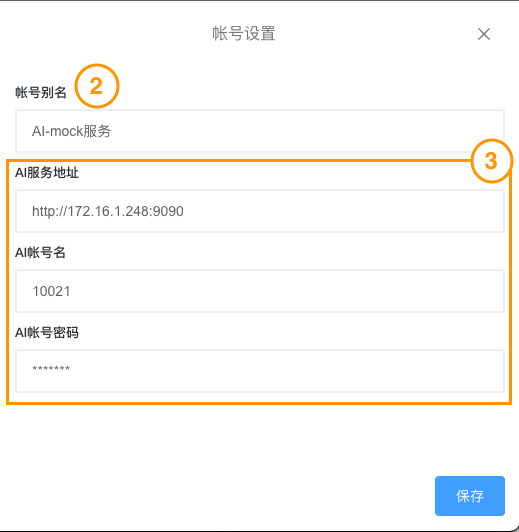 帐号设置
帐号别名
2
AI-mock服务
3
AI服务地址
http://172.16.1.248:9090
AI帐号名
10021
AI帐号密码
*******
保存